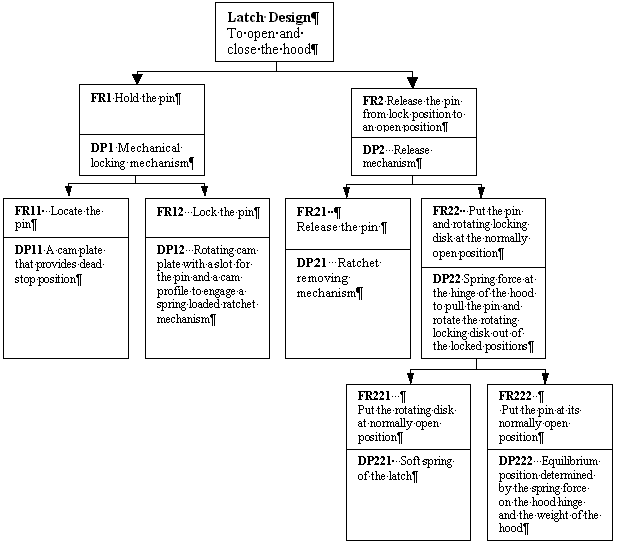 Latch·Design¶
To·open·and·
close·the·hood¶
FR1·Hold·the·pin¶
DP1·Mechanical
locking·mechanism¶
FR2·Release·the·pin
from·lock·position·to
an·open·position¶
DP2···Release
mechanism¶
FR11···Locate·the·
pin¶
DP11·A·cam·plate
that·provides·dead·
stop·position¶
FR12···Lock·the·pin¶
DP12···Rotating·cam·
plate·with·a·slot·for·
the·pin·and·a·cam·
profile·to·engage·a·
spring·loaded·ratchet·
mechanism¶
FR21··¶
Release·the·pin¶
DP21···Ratchet·
removing·
mechanism¶
FR22···Put·the·pin
and·rotating·locking·
disk·at·the·normally·
open·position¶
DP22·Spring·force·at·
the·hinge·of·the·hood·
to·pull·the·pin·and·
rotate·the·rotating·
locking·disk·out·of·
the·locked·positions¶
FR221···¶
Put·the·rotating·disk·
at·normally·open·
position¶
DP221···Soft·spring·
of·the·latch¶
FR222··¶
·Put·the·pin·at·its·
normally·open·
position¶
DP222···Equilibrium·
position·determined·
by·the·spring·force·
on·the·hood·hinge·
and·the·weight·of·the·
hood¶